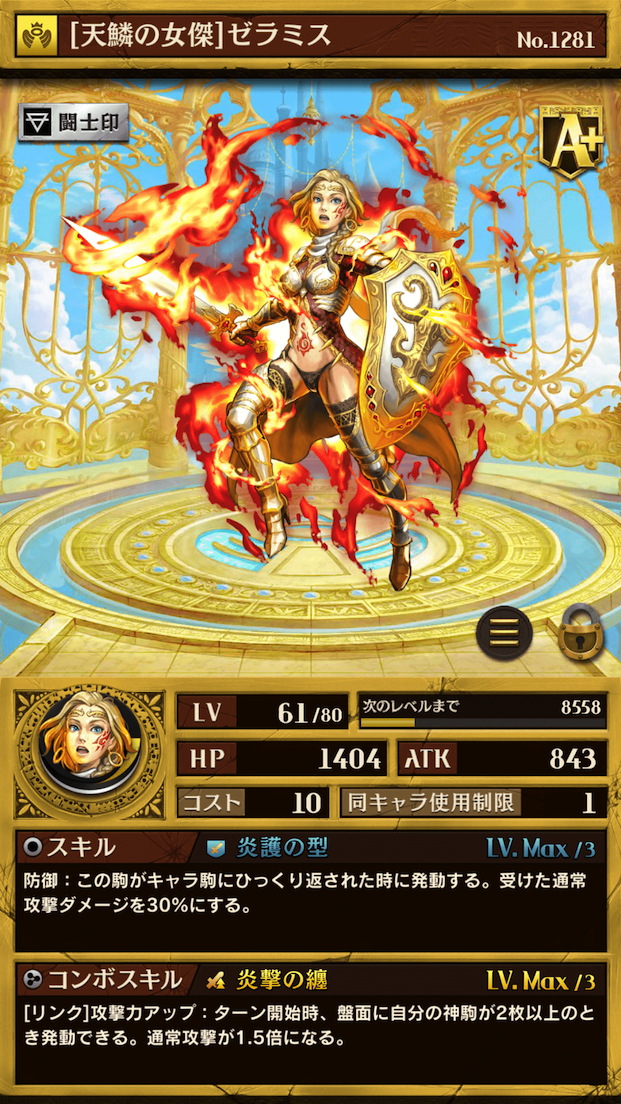 [天鱗の女傑]ゼラミス
No.1281
闘士印
A+
LV 61/80
次のレベルまで 8558
HP 1404
ATK 843
コスト 10
同キャラ使用制限 1
スキル 炎護の型 LV.Max/3
防御：この駒がキャラ駒にひっくり返された時に発動する。受けた通常
攻撃ダメージを30%にする。
コンボスキル 炎撃の纏 LV.Max/3
[リンク]攻撃力アップ：ターン開始時、盤面に自分の神駒が2枚以上のと
き発動できる。通常攻撃が1.5倍になる。